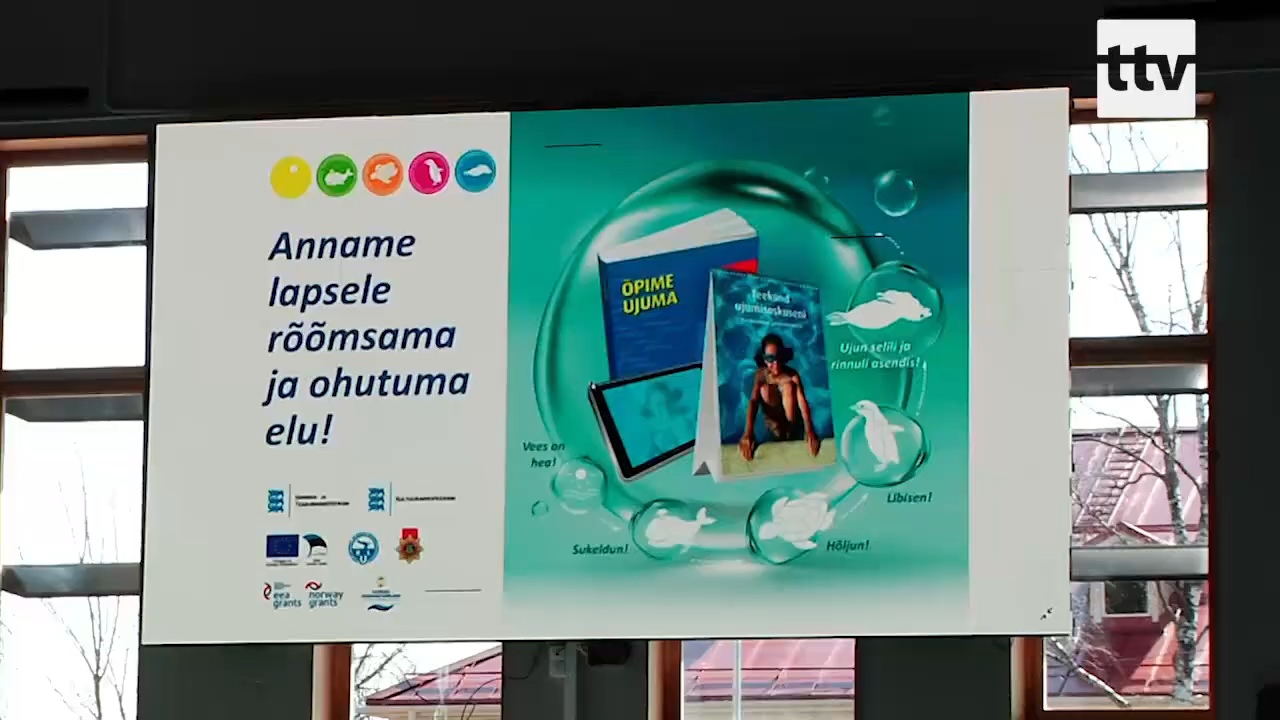 ttv
Anname
lapsele
rõõmsama
ja ohutuma
elu!
eea
grants
norway
grants
ÕPIME
UJUMA
Teekond
ujumisoskuseni
Ujun selili ja
rinnuli asendis!
Vees on
hea!
Libisen!
Sukeldun!
Hõljun!